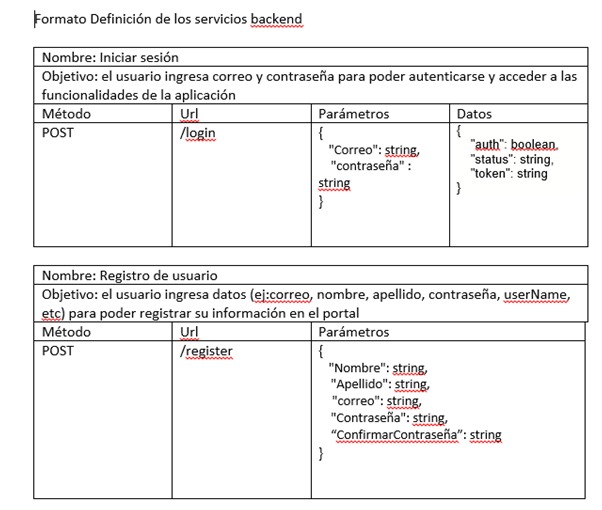 Formato Definición de los servicios backend
Nombre: Iniciar sesión
Objetivo: el usuario ingresa correo y contraseña para poder autenticarse y acceder a las
funcionalidades de la aplicación
Método Url Parámetros Datos
POST /login { {
"Correo": string, "auth": boolean,
"contraseña" : "status": string,
string "token": string
} }
Nombre: Registro de usuario
Objetivo: el usuario ingresa datos (ej:correo, nombre, apellido, contraseña, userName,
etc) para poder registrar su información en el portal
Método Url Parámetros
POST /register {
"Nombre": string,
"Apellido": string,
"correo": string,
"Contraseña": string,
“ConfirmarContraseña”: string
}